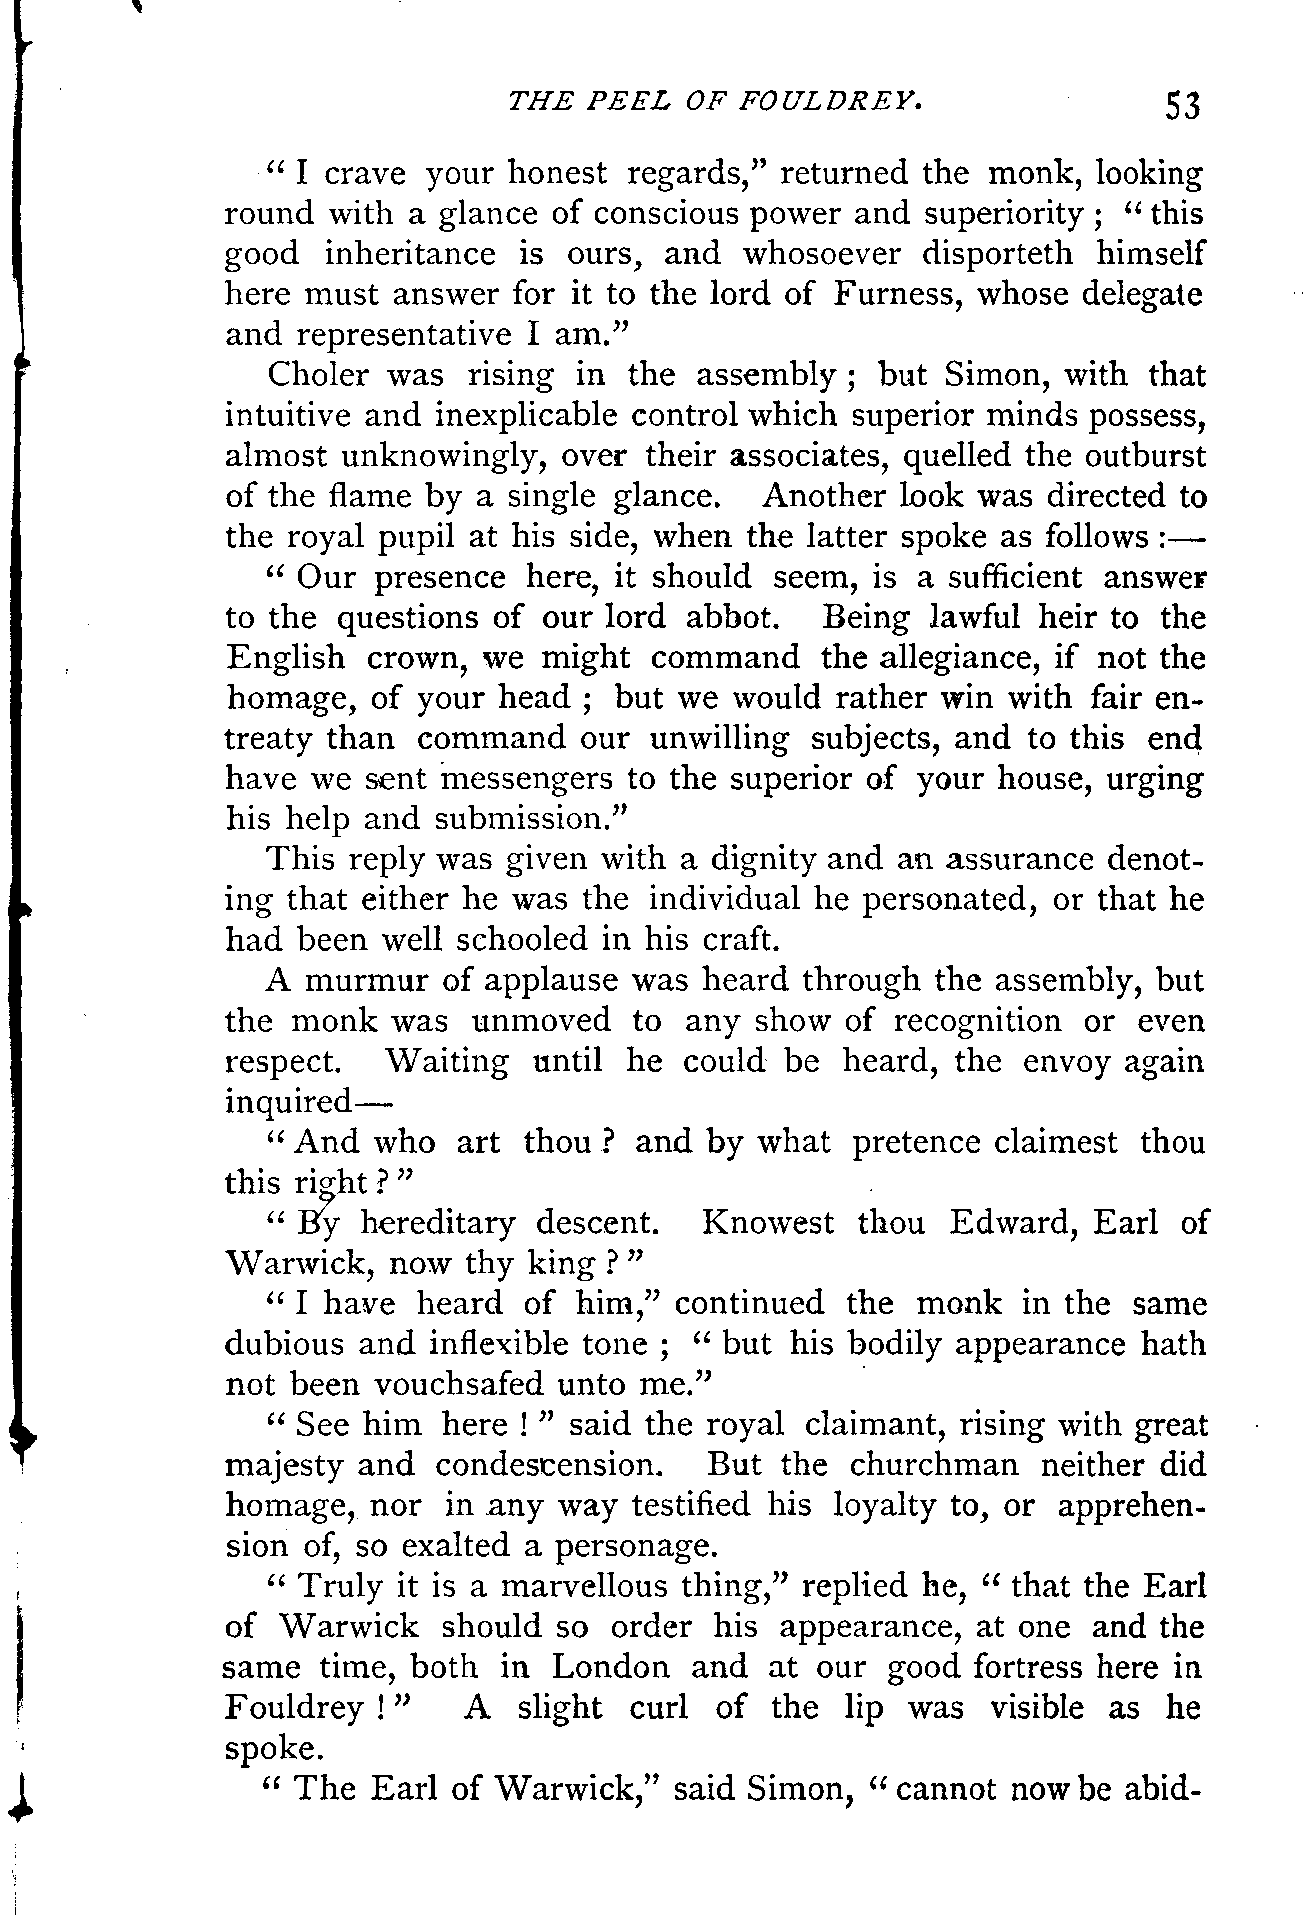 THE PEEL OF FOULDREY. 53
“ I crave your honest regards,” returned the monk, looking
round with a glance of conscious power and superiority ; “ this
good inheritance is ours, and whosoever disporteth himself
here must answer for it to the lord of Furness, whose delegate
and representative I am.”
Choler was rising in the assembly ; but Simon, with that
intuitive and inexplicable control which superior minds possess,
almost unknowingly, over their associates, quelled the outburst
of the flame by a single glance. Another look was directed to
the royal pupil at his side, when the latter spoke as follows :—
“ Our presence here, it should seem, is a sufficient answer
to the questions of our lord abbot. Being lawful heir to the
English crown, we might command the allegiance, if not the
homage, of your head ; but we would rather win with fair en-
treaty than command our unwilling subjects, and to this end
have we sent messengers to the superior of your house, urging
his help and submission.”
This reply was given with a dignity and an assurance denot-
ing that either he was the individual he personated, or that he
had been well schooled in his craft.
A murmur of applause was heard through the assembly, but
the monk was unmoved to any show of recognition or even
respect. Waiting until he could be heard, the envoy again
inquired—
“ And who art thou ? and by what pretence claimest thou
this right ? ”
“ By hereditary descent. Knowest thou Edward, Earl of
Warwick, now thy king ? ”
“ I have heard of him,” continued the monk in the same
dubious and inflexible tone ; “ but his bodily appearance hath
not been vouchsafed unto me.”
“ See him here ! ” said the royal claimant, rising with great
majesty and condescension. But the churchman neither did
homage, nor in any way testified his loyalty to, or apprehen-
sion of, so exalted a personage.
“ Truly it is a marvellous thing,” replied he, “ that the Earl
of Warwick should so order his appearance, at one and the
same time, both in London and at our good fortress here in
Fouldrey ! ” A slight curl of the lip was visible as he
spoke.
“ The Earl of Warwick,” said Simon, “ cannot now be abid-